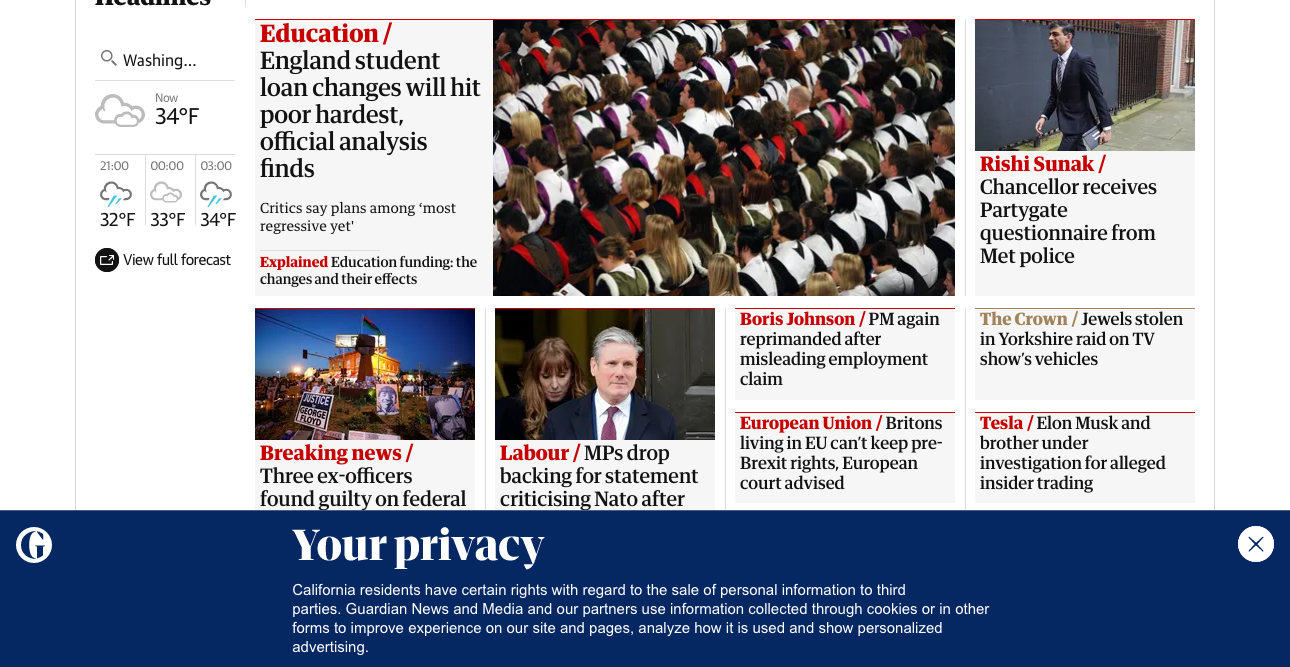 Headlines
Washing...
Now
34°F
21:00
00:00
03:00
32°F
33°F
34°F
View full forecast
Education /
England student
loan changes will hit
poor hardest,
official analysis
finds
Critics say plans among ‘most
regressive yet'
Explained Education funding: the
changes and their effects
Rishi Sunak /
Chancellor receives
Partygate
questionnaire from
Met police
JUSTICE
GEORGE
FLOYD
Breaking news /
Three ex-officers
found guilty on federal
Labour / MPs drop
backing for statement
criticising Nato after
Boris Johnson / PM again
reprimanded after
misleading employment
claim
European Union / Britons
living in EU can’t keep pre-
Brexit rights, European
court advised
The Crown / Jewels stolen
in Yorkshire raid on TV
show’s vehicles
Tesla / Elon Musk and
brother under
investigation for alleged
insider trading
G
Your privacy
California residents have certain rights with regard to the sale of personal information to third
parties. Guardian News and Media and our partners use information collected through cookies or in other
forms to improve experience on our site and pages, analyze how it is used and show personalized
advertising.